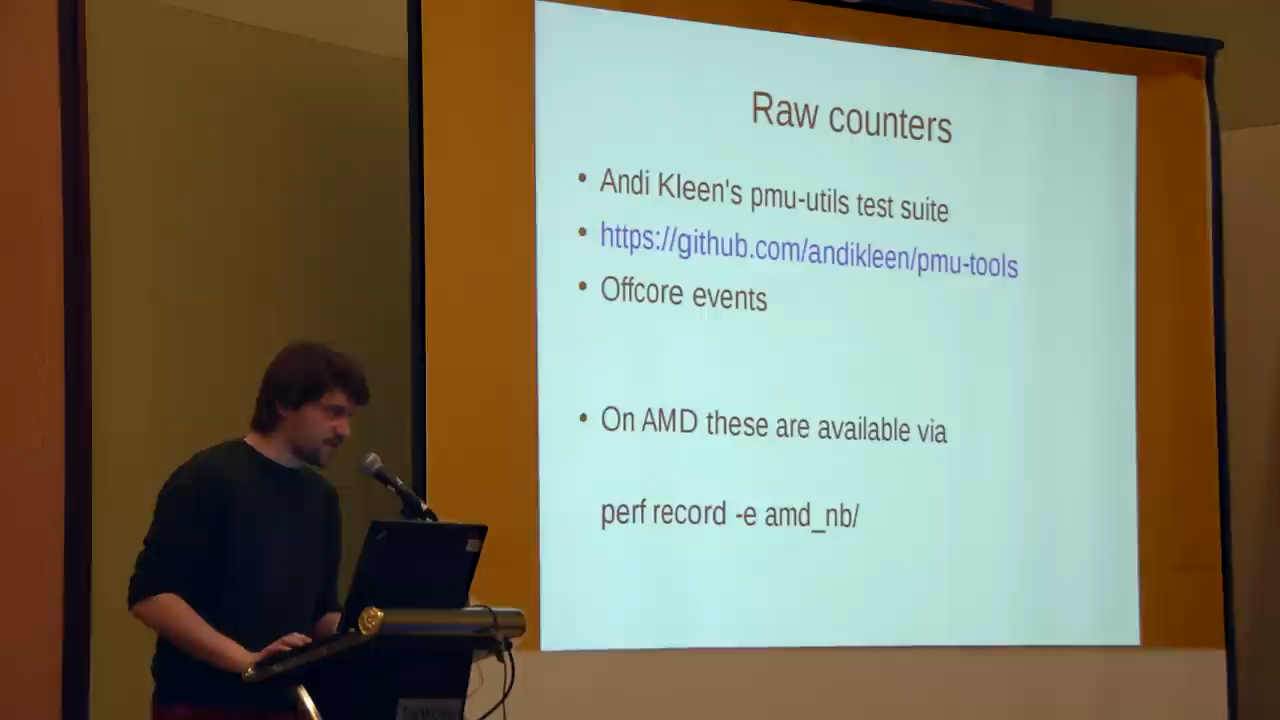 Raw counters
• Andi Kleen's pmu-utils test suite
• https://github.com/andikleen/pmu-tools
• Offcore events
• On AMD these are available via
perf record -e amd_nb/